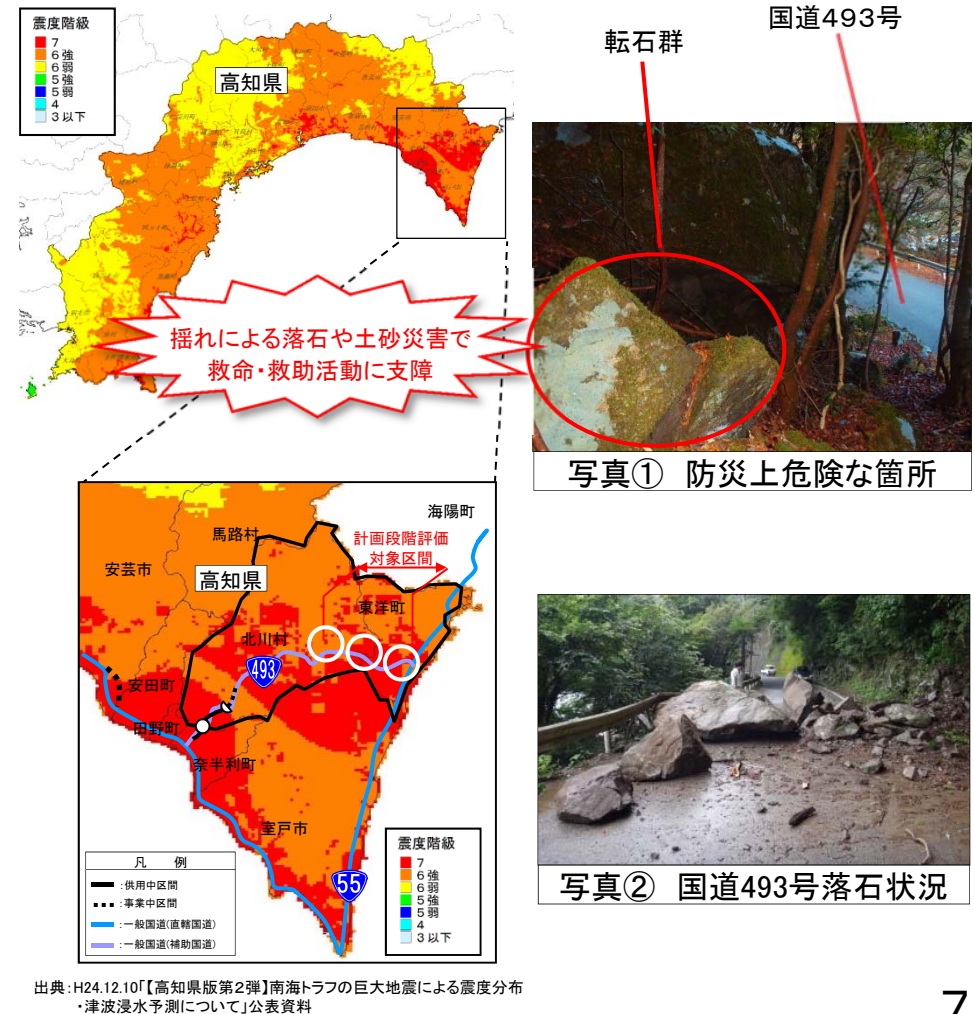 震度階級
7
6強
6弱
5強
5弱
4
3以下
高知県
転石群
国道493号
揺れによる落石や土砂災害で
救命・救助活動に支障
写真① 防災上危険な箇所
海陽町
馬路村
計画段階評価
対象区間
安芸市
高知県
東洋町
北川村
493
安田町
田野町
奈半利町
室戸市
55
凡 例
:供用中区間
:事業中区間
:一般国道(直轄国道)
:一般国道(補助国道)
震度階級
7
6強
6弱
5強
5弱
4
3以下
写真② 国道493号落石状況
出典:H24.12.10「【高知県版第2弾】南海トラフの巨大地震による震度分布
・津波浸水予測について」公表資料
7